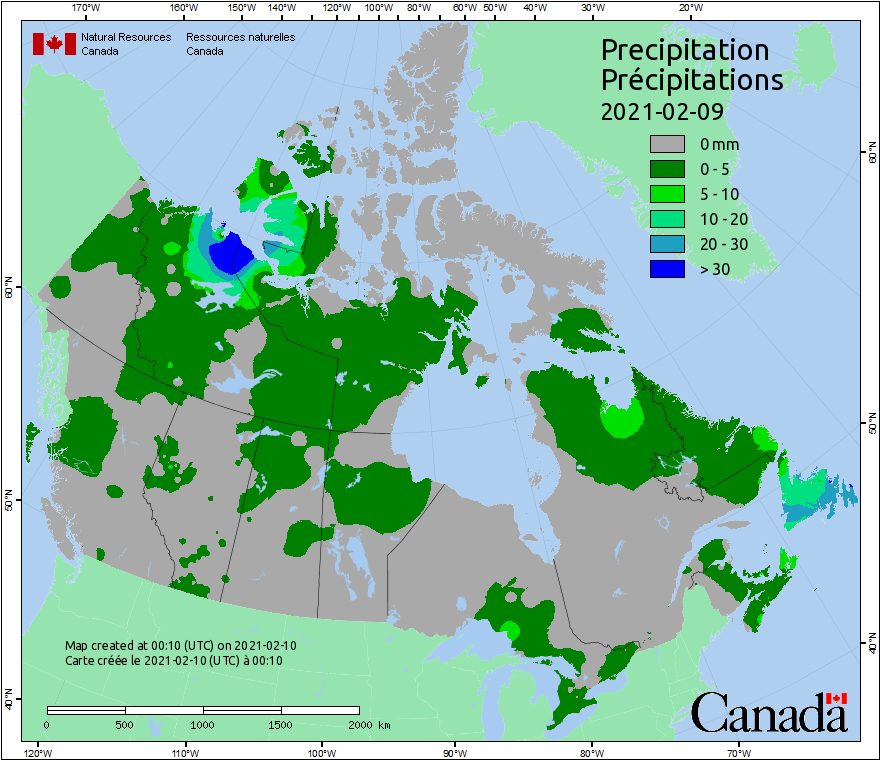 170°W 160°W 150°W 140°W 130°W 120°W 110°W 100°W 90°W 80°W 70°W 60°W 50°W 40°W 30°W 20°W
Natural Resources Ressources naturelles
Canada Canada
Precipitation
Précipitations
2021-02-09
0 mm
0 - 5
5 - 10
10 - 20
20 - 30
> 30
60°N
60°N
50°N
50°N
40°N
40°N
Map created at 00:10 (UTC) on 2021-02-10
Carte créée le 2021-02-10 (UTC) à 00:10
0 500 1000 1500 2000 km
Canada
120°W 110°W 100°W 90°W 80°W 70°W